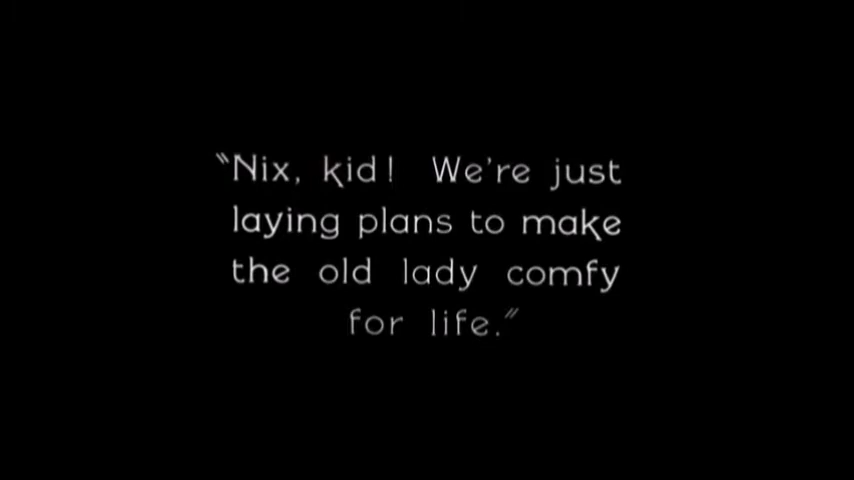 "Nix, kid! We're just
laying plans to make
the old lady comfy
for life."